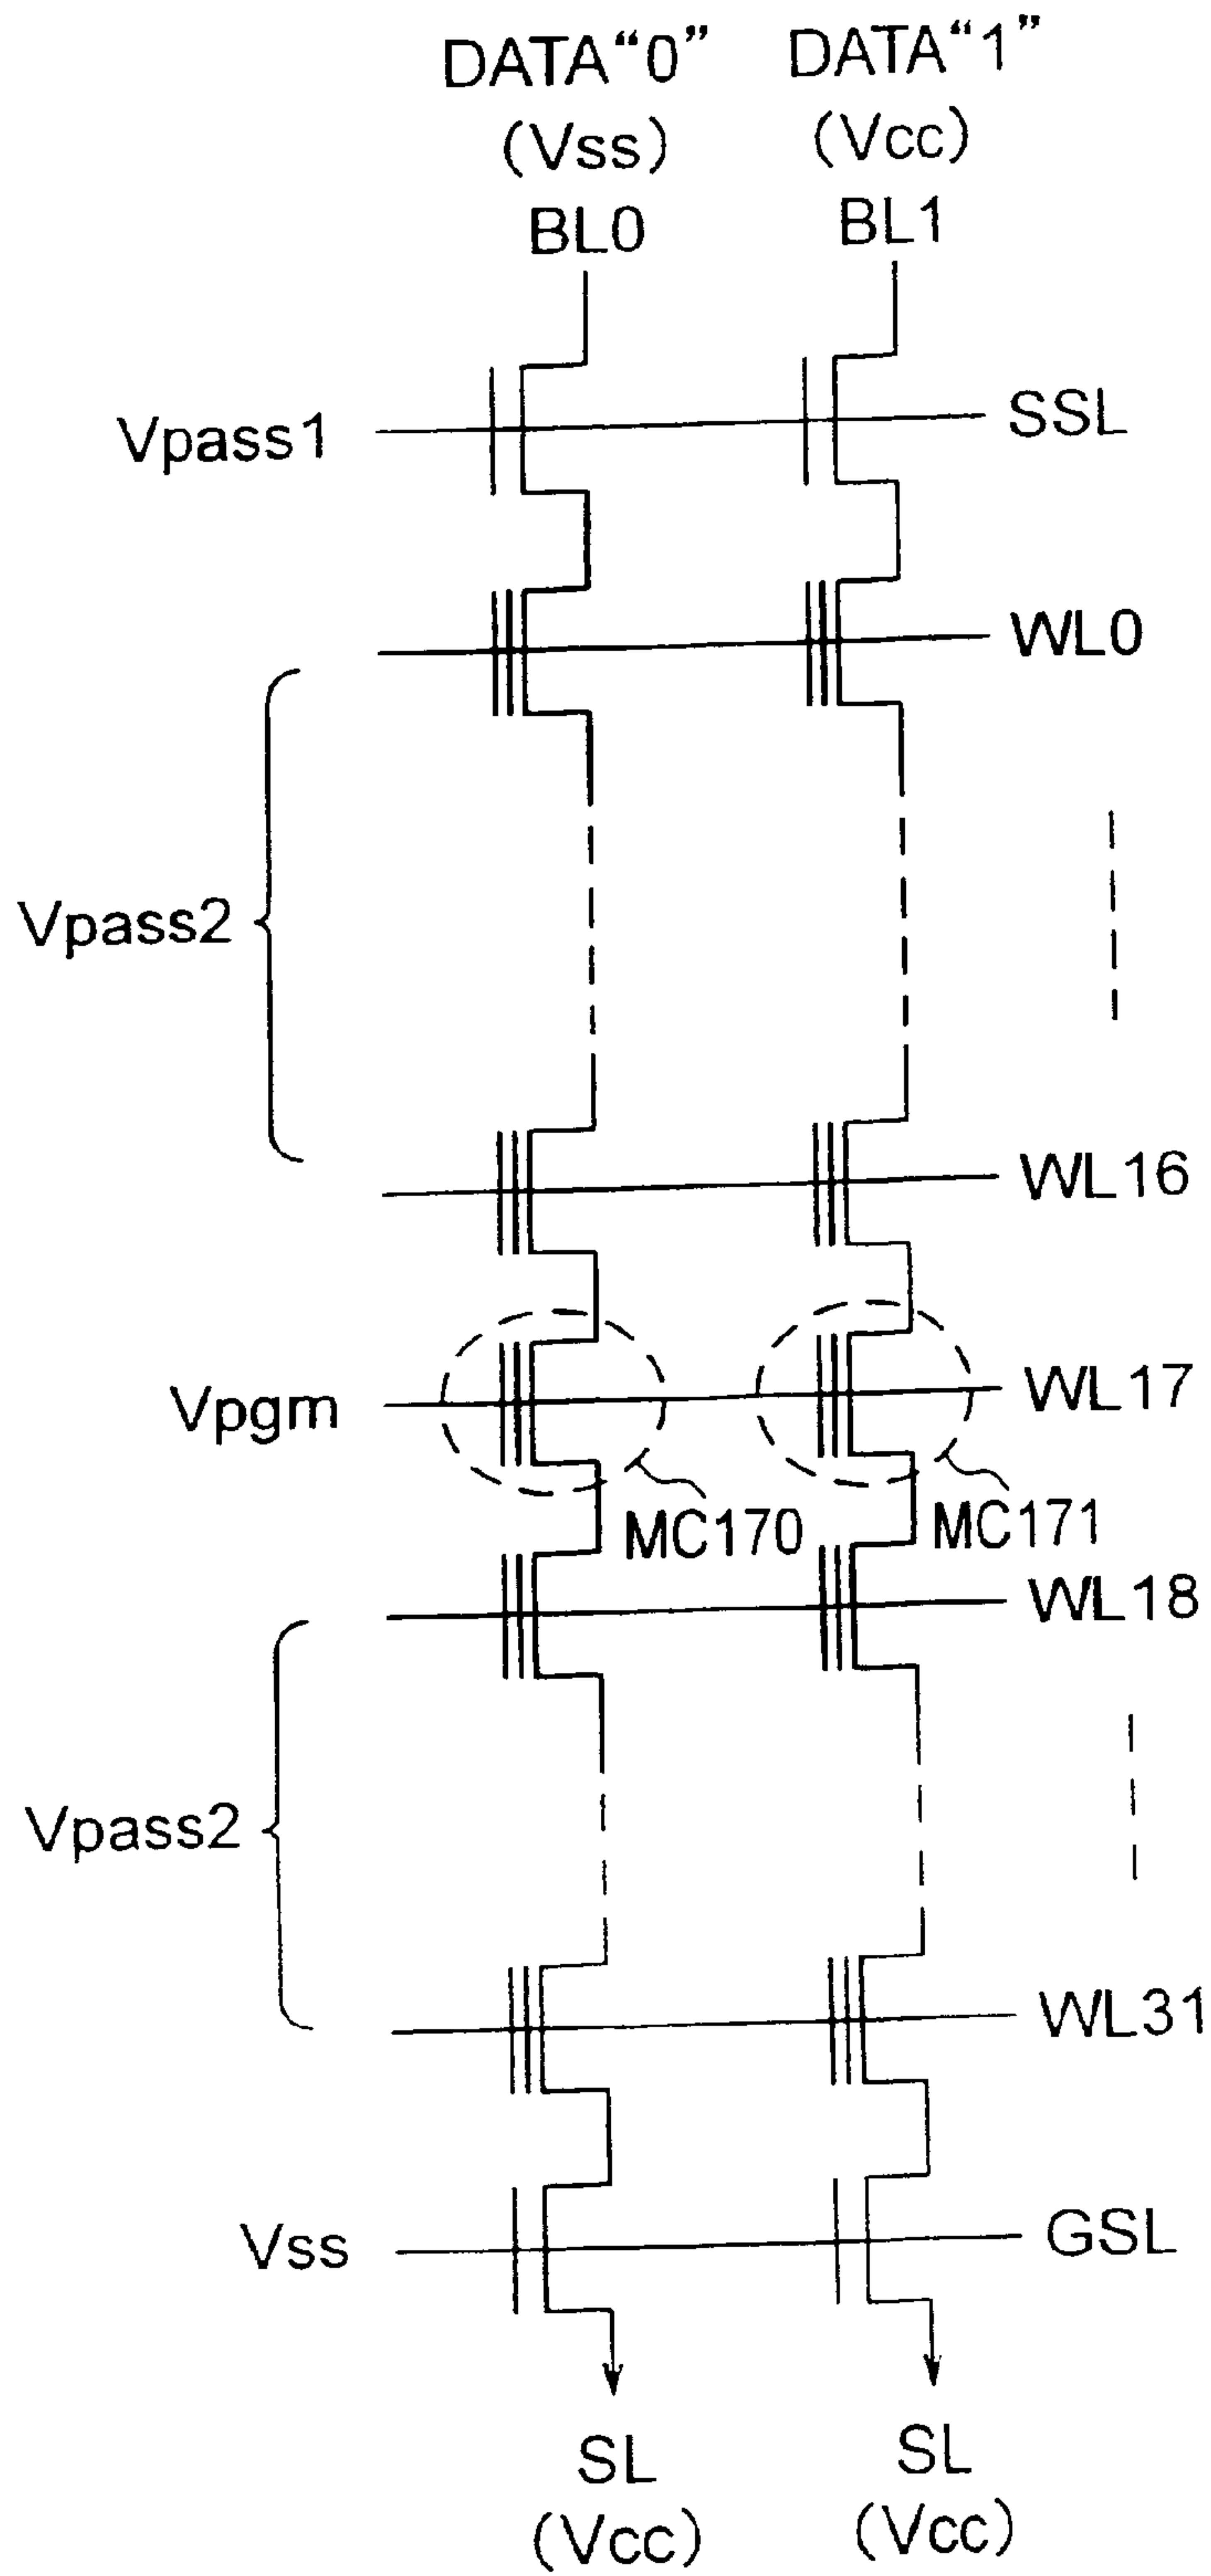 DATA“0” DATA“1”
(Vss) (Vcc)
BL0 BL1
Vpass1 SSL
WL0
Vpass2
WL16
Vpgm WL17
MC170 MC171
WL18
Vpass2
WL31
Vss GSL
SL SL
(Vcc) (Vcc)